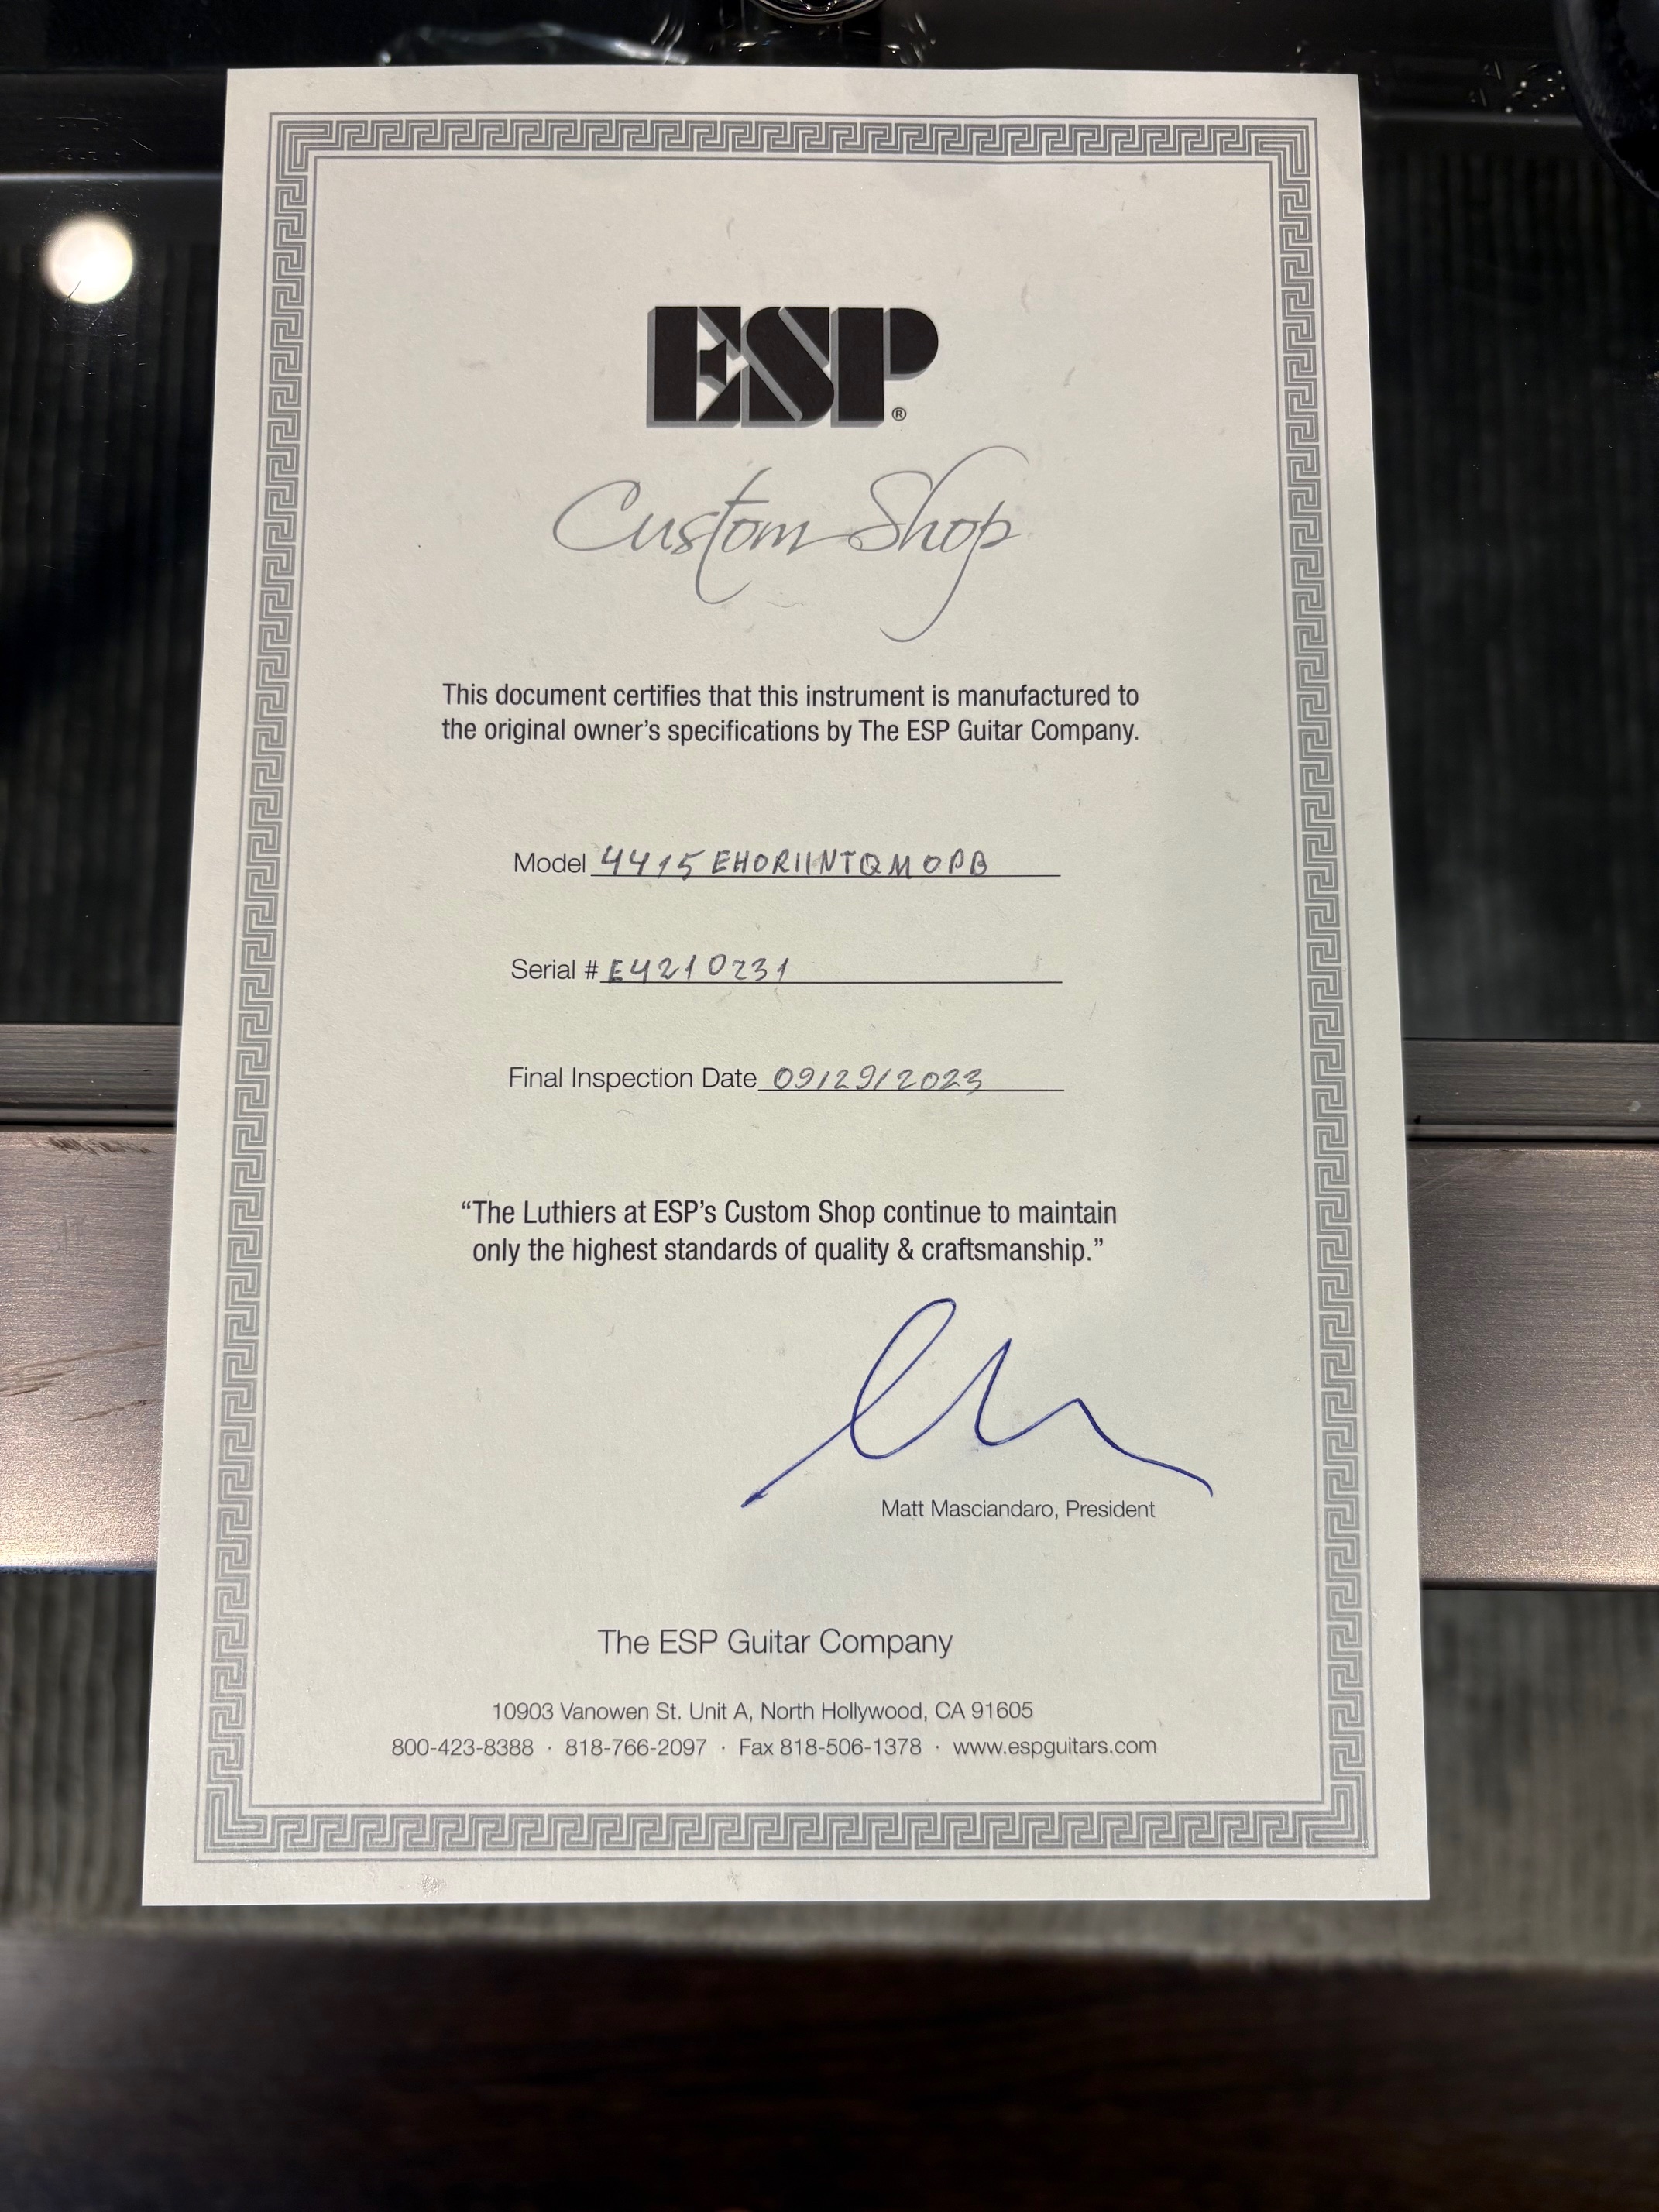 ESP®
Custom Shop
This document certifies that this instrument is manufactured to
the original owner's specifications by The ESP Guitar Company.
Model 4415EHORIINTQMOPB
Serial # E4210231
Final Inspection Date 09/29/2023
“The Luthiers at ESP's Custom Shop continue to maintain
only the highest standards of quality & craftsmanship.”
Matt Masciandaro, President
The ESP Guitar Company
10903 Vanowen St. Unit A, North Hollywood, CA 91605
800-423-8388 · 818-766-2097 · Fax 818-506-1378 · www.espguitars.com